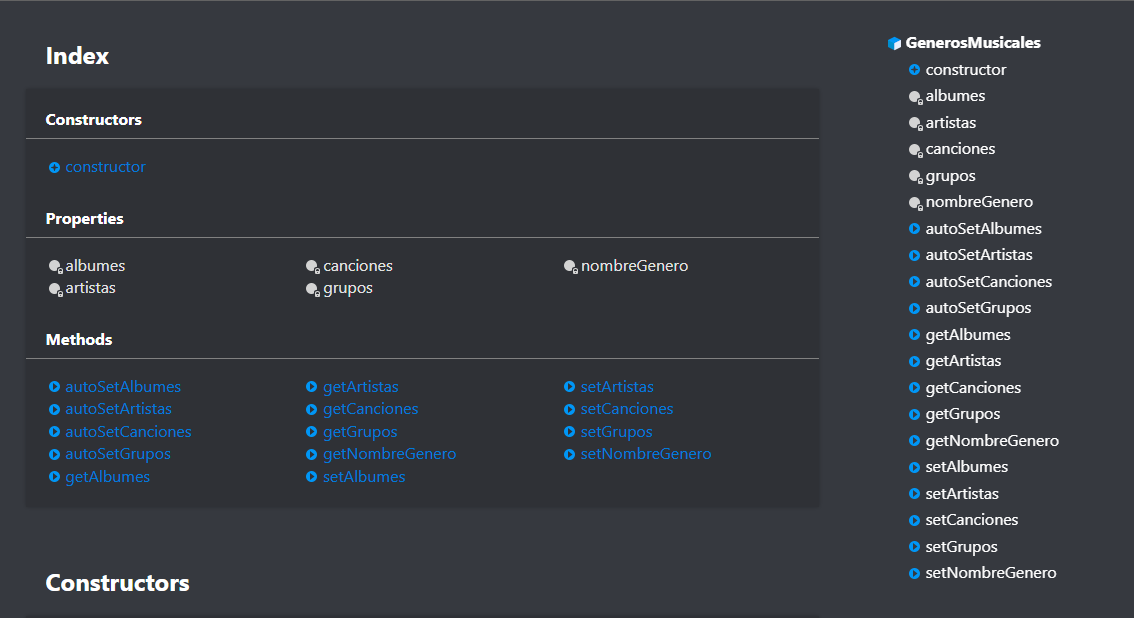 Index
Constructors
constructor
Properties
albumes canciones nombreGenero
artistas grupos
Methods
autoSetAlbumes getArtistas setArtistas
autoSetArtistas getCanciones setCanciones
autoSetCanciones getGrupos setGrupos
autoSetGrupos getNombreGenero setNombreGenero
getAlbumes setAlbumes
Constructors
GenerosMusicales
constructor
albumes
artistas
canciones
grupos
nombreGenero
autoSetAlbumes
autoSetArtistas
autoSetCanciones
autoSetGrupos
getAlbumes
getArtistas
getCanciones
getGrupos
getNombreGenero
setAlbumes
setArtistas
setCanciones
setGrupos
setNombreGenero